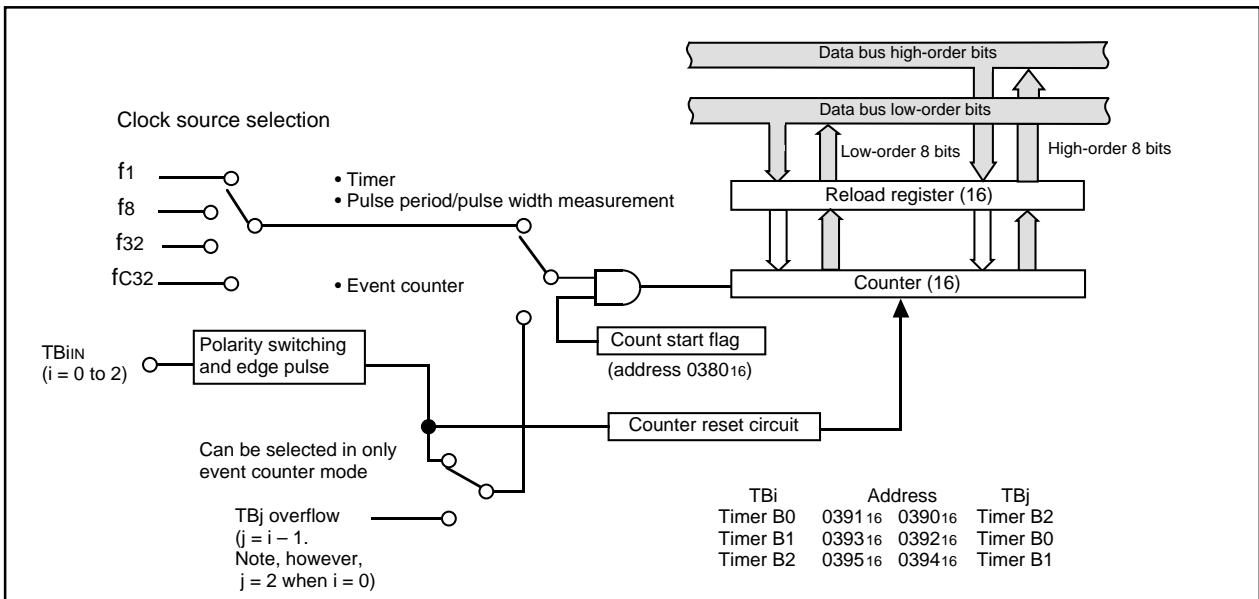 Data bus high-order bits
Data bus low-order bits
Clock source selection
Low-order 8 bits
High-order 8 bits
f1
• Timer
• Pulse period/pulse width measurement
Reload register (16)
f8
f32
fC32
• Event counter
Counter (16)
TBiIN
(i = 0 to 2)
Polarity switching
and edge pulse
Count start flag
(address 038016)
Counter reset circuit
Can be selected in only
event counter mode
TBj overflow
(j = i – 1.
Note, however,
j = 2 when i = 0)
TBi Address TBj
Timer B0 039116 039016 Timer B2
Timer B1 039316 039216 Timer B0
Timer B2 039516 039416 Timer B1